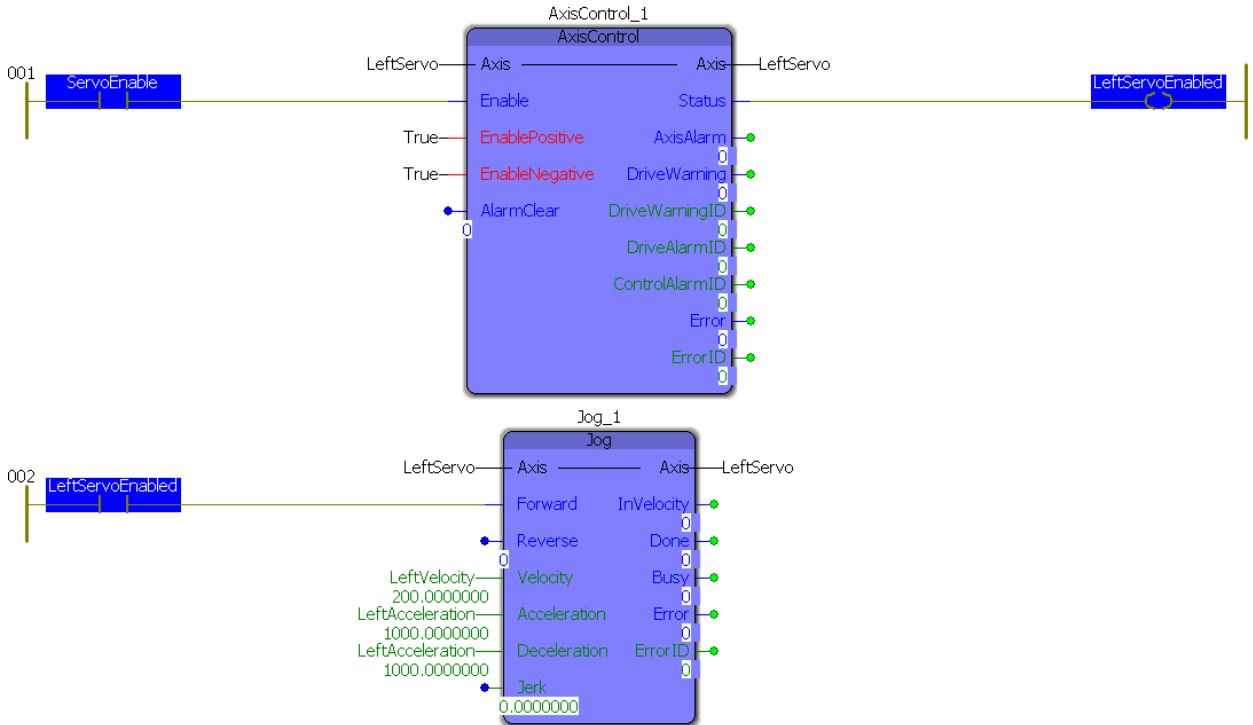 AxisControl_1
AxisControl
LeftServo Axis Axis LeftServo
001
ServoEnable LeftServoEnabled
Enable Status
True EnablePositive AxisAlarm
0
True EnableNegative DriveWarning
0
AlarmClear DriveWarningID
0 0
DriveAlarmID
0
ControlAlarmID
0
Error
0
ErrorID
0
Jog_1
Jog
LeftServo Axis Axis LeftServo
002
LeftServoEnabled
Forward InVelocity
0
Reverse Done
0 0
LeftVelocity Velocity Busy
200.0000000 0
LeftAcceleration Acceleration Error
1000.0000000 0
LeftAcceleration Deceleration ErrorID
1000.0000000 0
Jerk
0.0000000